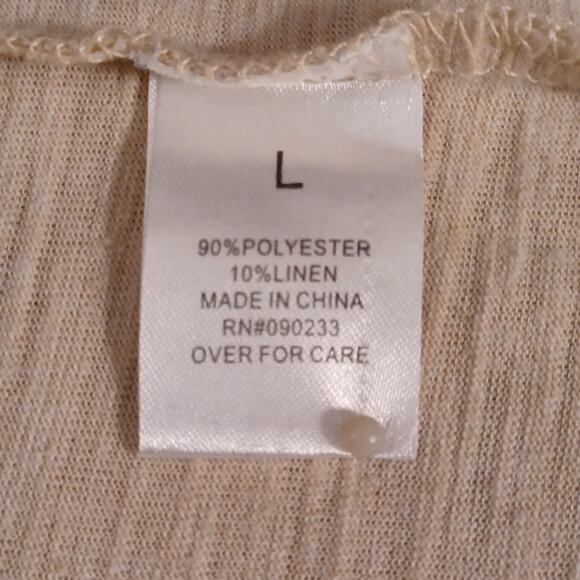 L
90%POLYESTER
10%LINEN
MADE IN CHINA
RN#090233
OVER FOR CARE